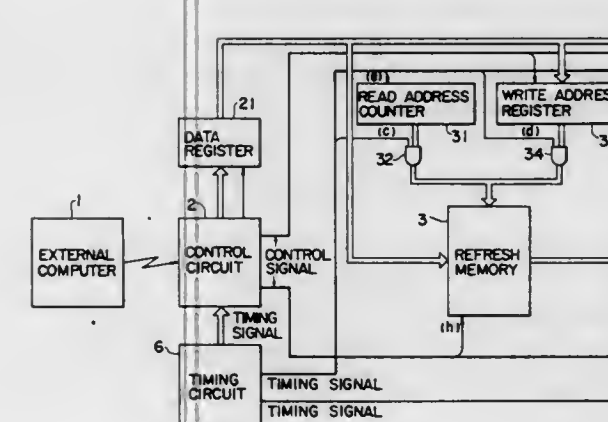 21
(a)
READ ADDRESS
COUNTER
WRITE ADDRES
REGISTER
DATA
REGISTER
(c)
31
(d)
32
34
1
2
3
EXTERNAL
COMPUTER
CONTROL
CIRCUIT
CONTROL
SIGNAL
REFRESH
MEMORY
TIMING
SIGNAL
(h)
6
TIMING
CIRCUIT
TIMING SIGNAL
TIMING SIGNAL